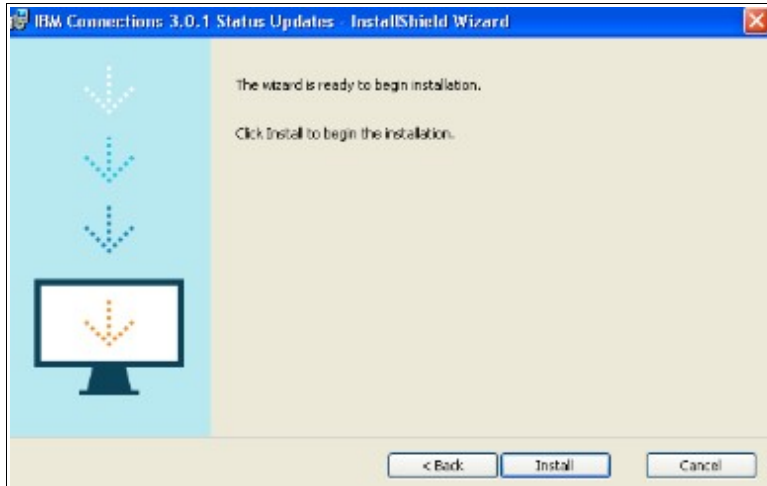 IBM Connections 3.0.1 Status Updates - InstallShield Wizard
The wizard is ready to begin installation.
Click Install to begin the installation.
< Back
Install
Cancel